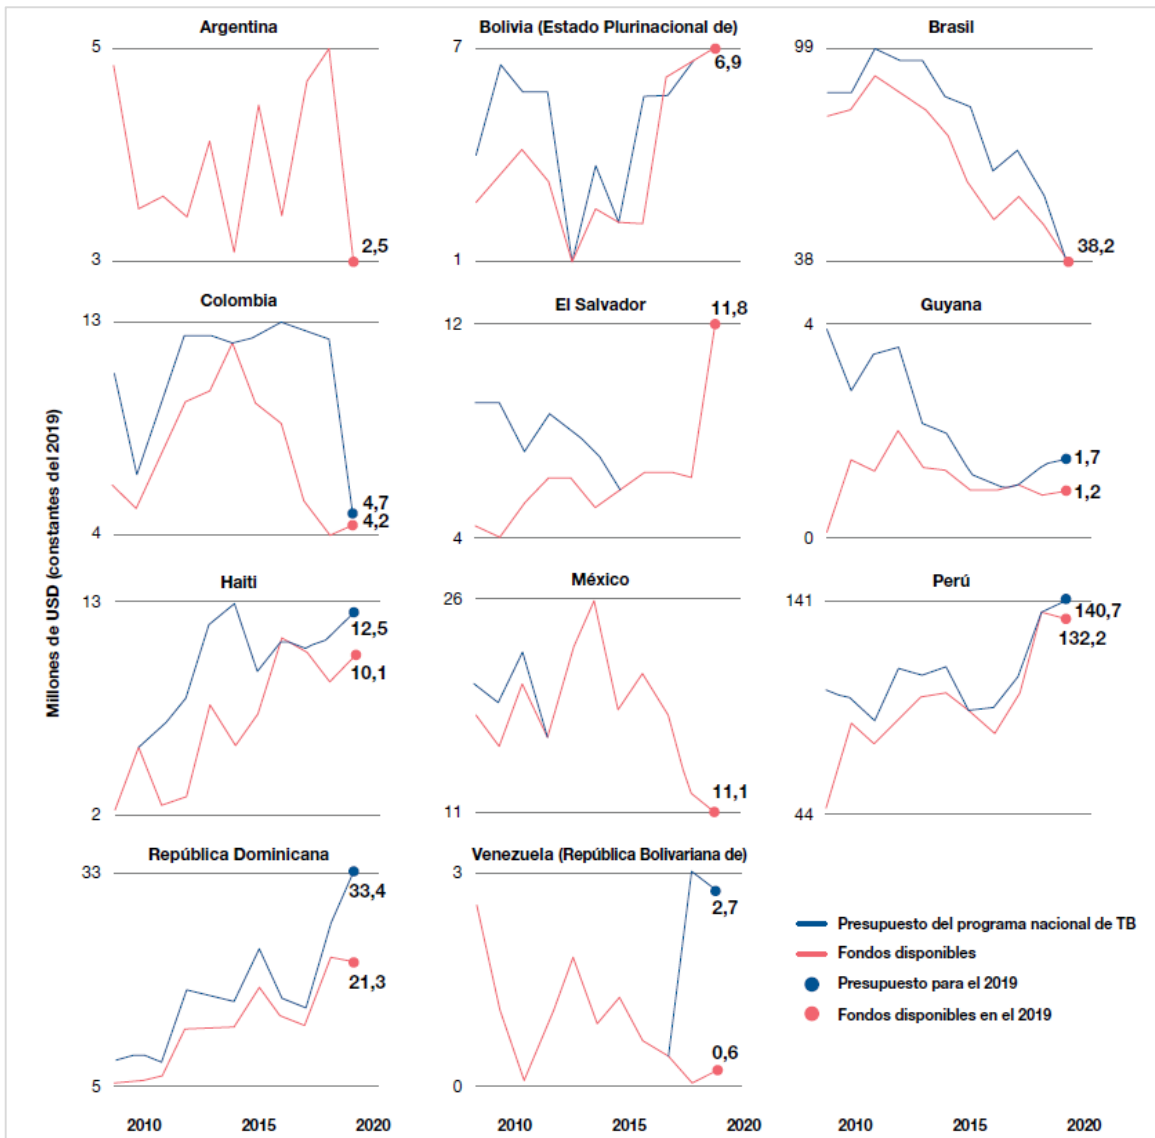 Millones de USD (constantes del 2019)
Argentina
5
3
2,5
Bolivia (Estado Plurinacional de)
7
1
6,9
Brasil
99
38
38,2
Colombia
13
4
4,7
4,2
El Salvador
12
4
11,8
Guyana
4
0
1,7
1,2
Haiti
13
2
12,5
10,1
México
26
11
11,1
Perú
141
44
140,7
132,2
República Dominicana
33
5
33,4
21,3
Venezuela (República Bolivariana de)
3
0
2,7
0,6
Presupuesto del programa nacional de TB
Fondos disponibles
Presupuesto para el 2019
Fondos disponibles en el 2019
2010 2015 2020
2010 2015 2020
2010 2015 2020